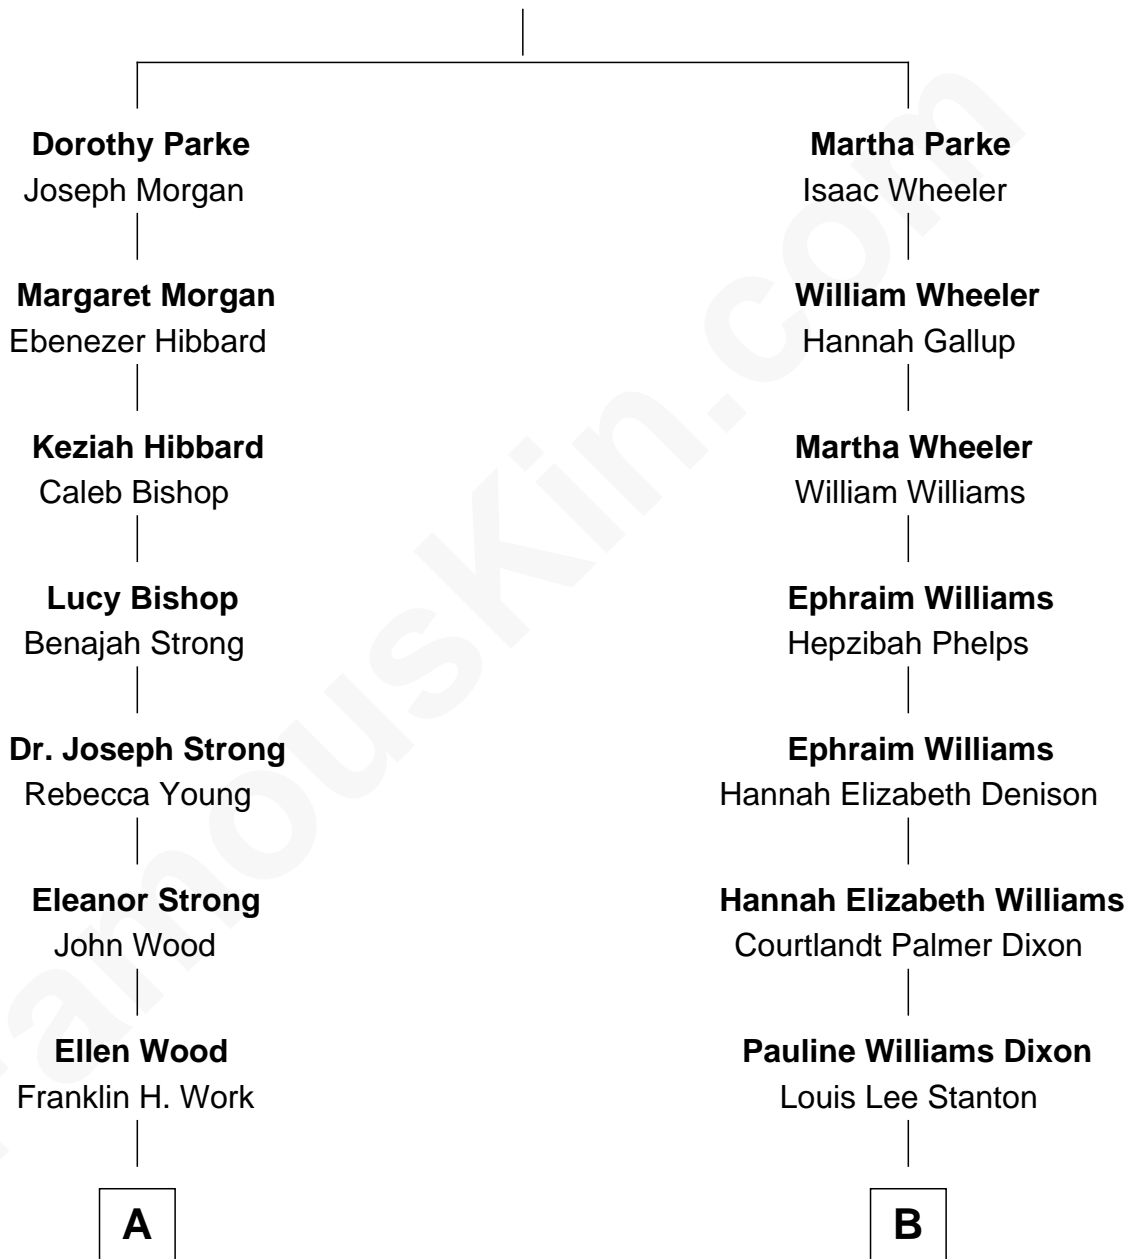 Dorothy Parke
Joseph Morgan
Margaret Morgan
Ebenezer Hibbard
Keziah Hibbard
Caleb Bishop
Lucy Bishop
Benajah Strong
Dr. Joseph Strong
Rebecca Young
Eleanor Strong
John Wood
Ellen Wood
Franklin H. Work
A
Martha Parke
Isaac Wheeler
William Wheeler
Hannah Gallup
Martha Wheeler
William Williams
Ephraim Williams
Hepzibah Phelps
Ephraim Williams
Hannah Elizabeth Denison
Hannah Elizabeth Williams
Courtlandt Palmer Dixon
Pauline Williams Dixon
Louis Lee Stanton
B
FamousKin.com